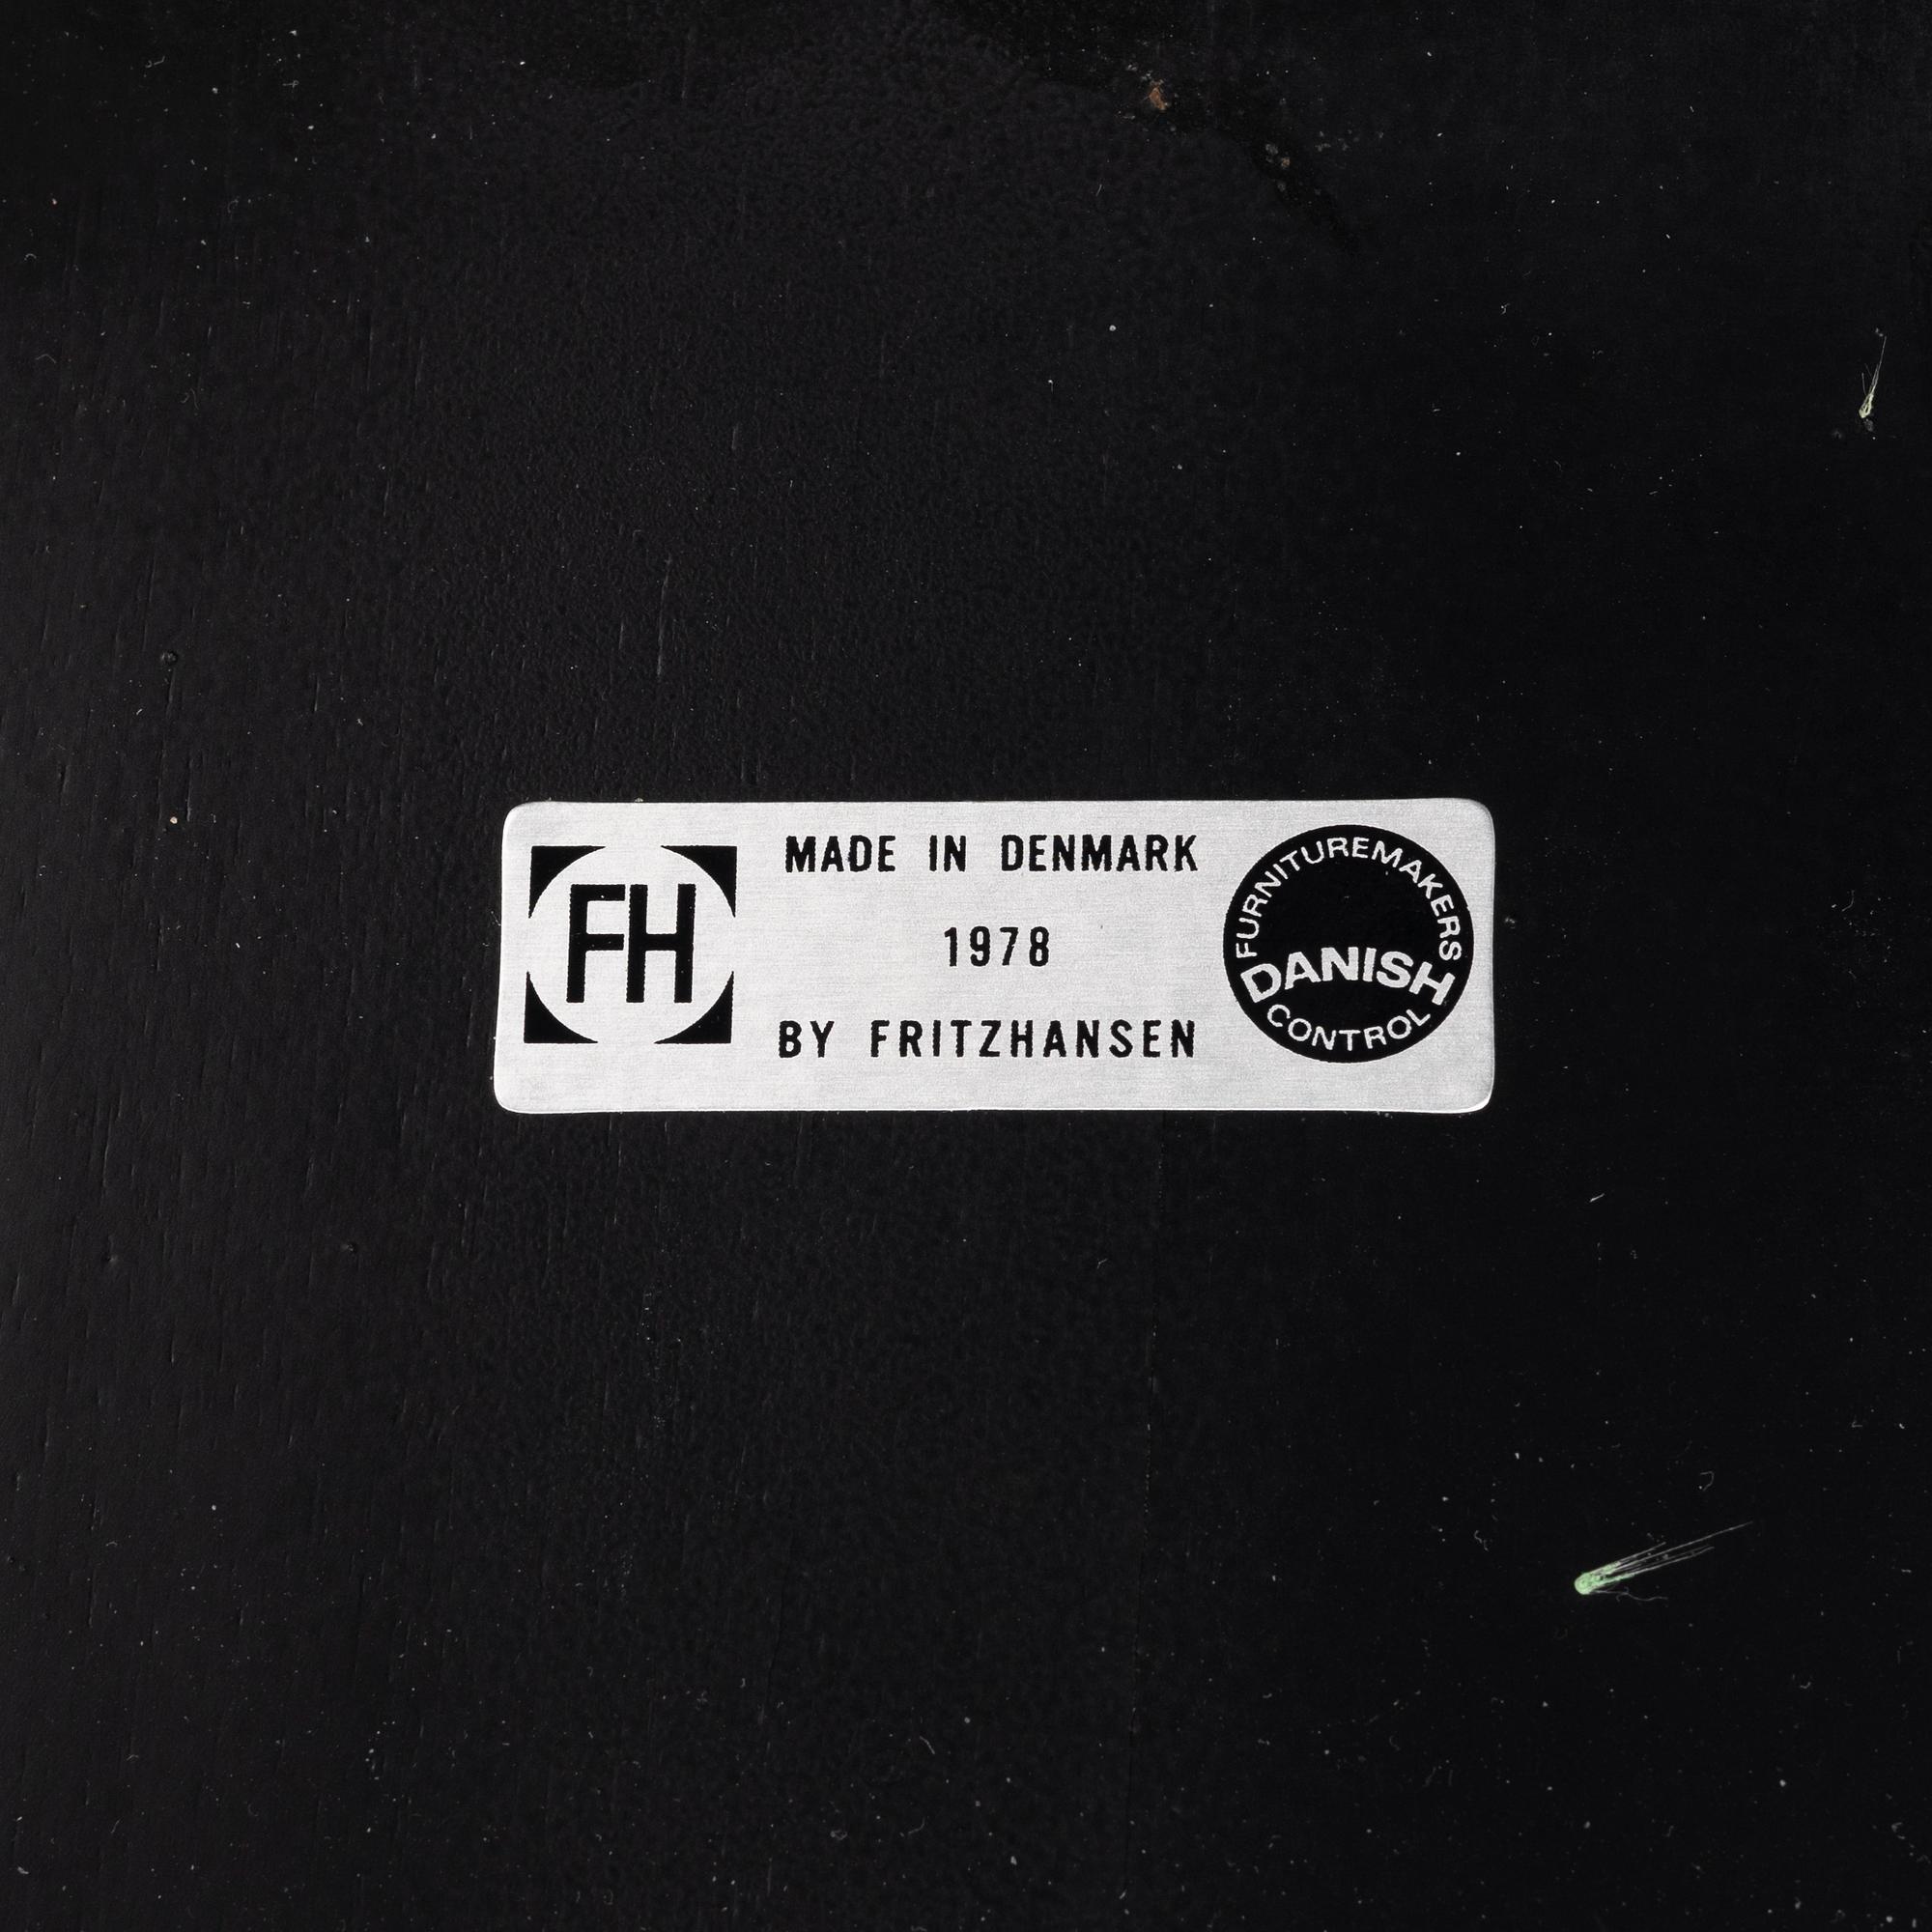 FH
MADE IN DENMARK
1978
BY FRITZHANSEN
FURNITUREMAKERS
DANISH
CONTROL